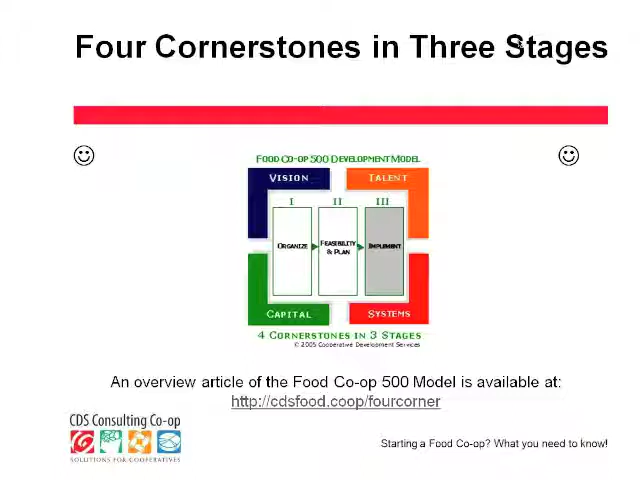 Four Cornerstones in Three Stages
FOOD CO-OP 500 DEVELOPMENT MODEL
VISION
TALENT
I II III
ORGANIZE
FEASIBILITY
& PLAN
IMPLEMENT
CAPITAL
SYSTEMS
4 CORNERSTONES IN 3 STAGES
© 2005 Cooperative Development Services
An overview article of the Food Co-op 500 Model is available at:
http://cdsfood.coop/fourcorner
CDS Consulting Co-op
SOLUTIONS FOR COOPERATIVES
Starting a Food Co-op? What you need to know!